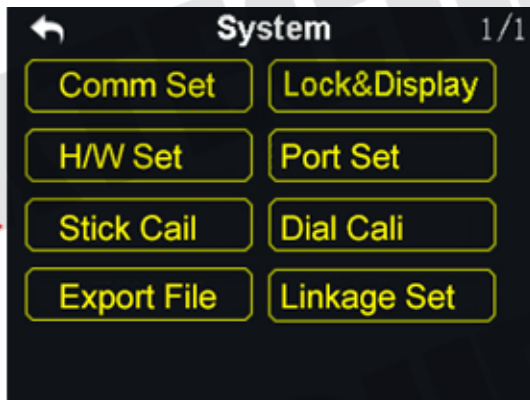 System 1/1
Comm Set Lock&Display
H/W Set Port Set
Stick Cail Dial Cali
Export File Linkage Set